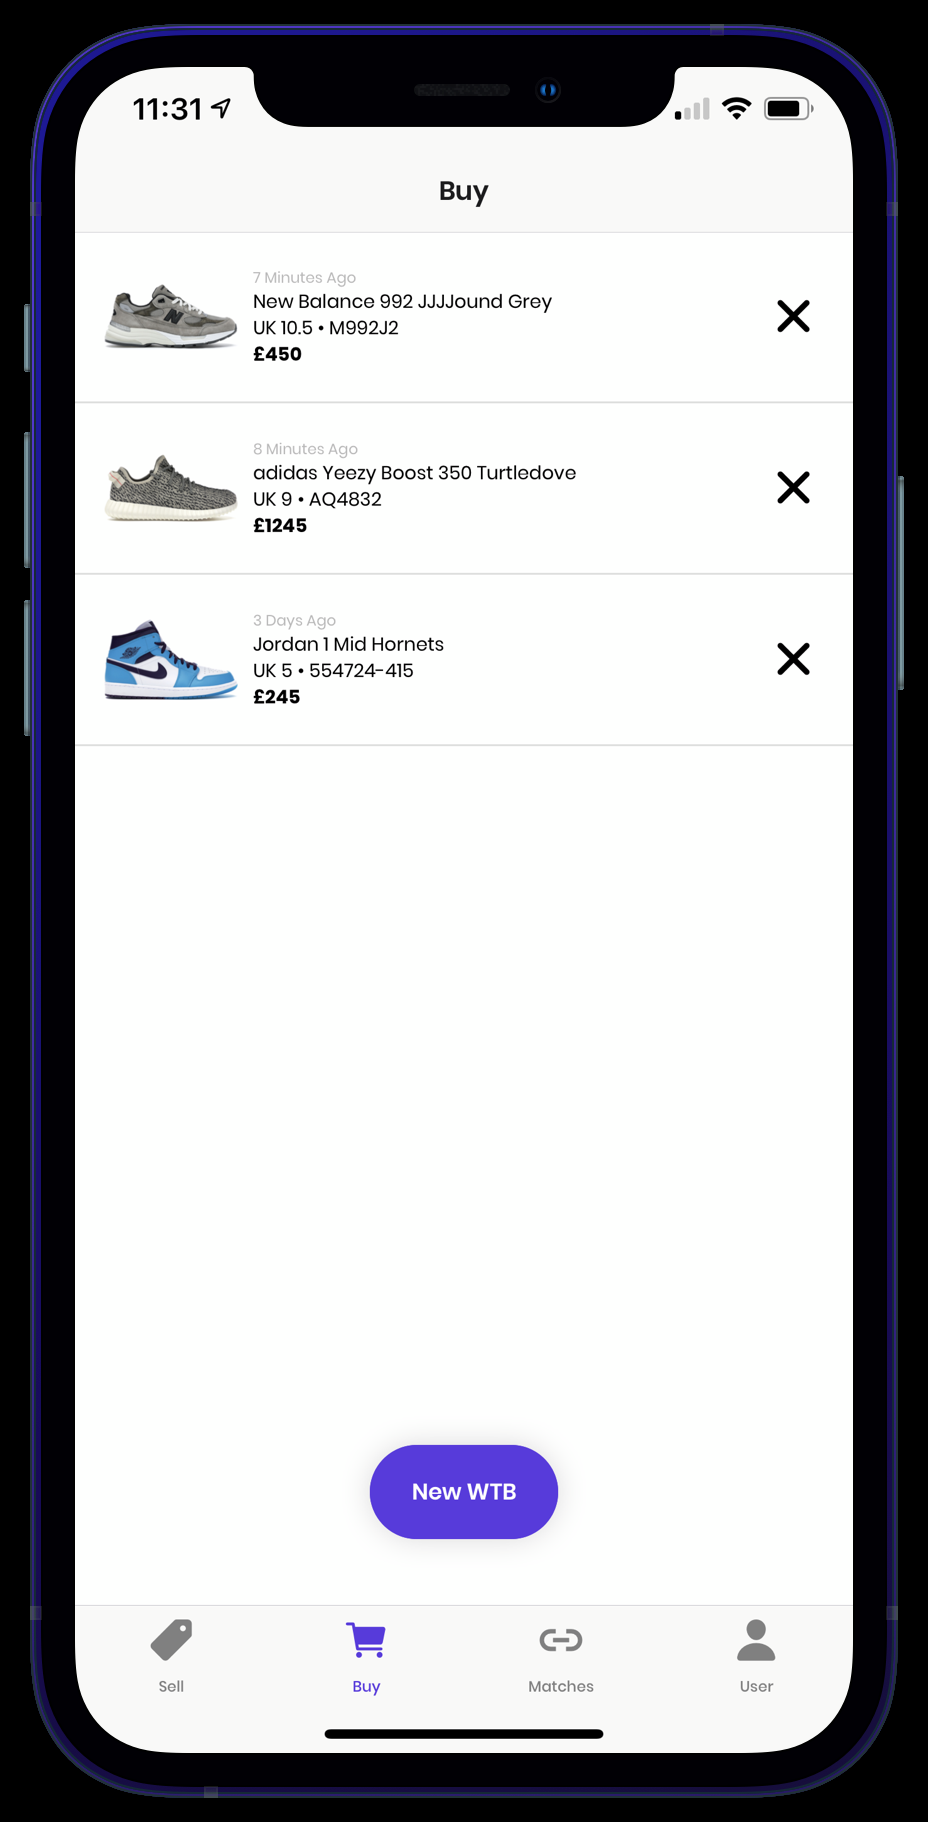 11:31
Buy
7 Minutes Ago
New Balance 992 JJJJound Grey
UK 10.5 • M992J2
£450
8 Minutes Ago
adidas Yeezy Boost 350 Turtledove
UK 9 • AQ4832
£1245
3 Days Ago
Jordan 1 Mid Hornets
UK 5 • 554724-415
£245
New WTB
Sell
Buy
Matches
User